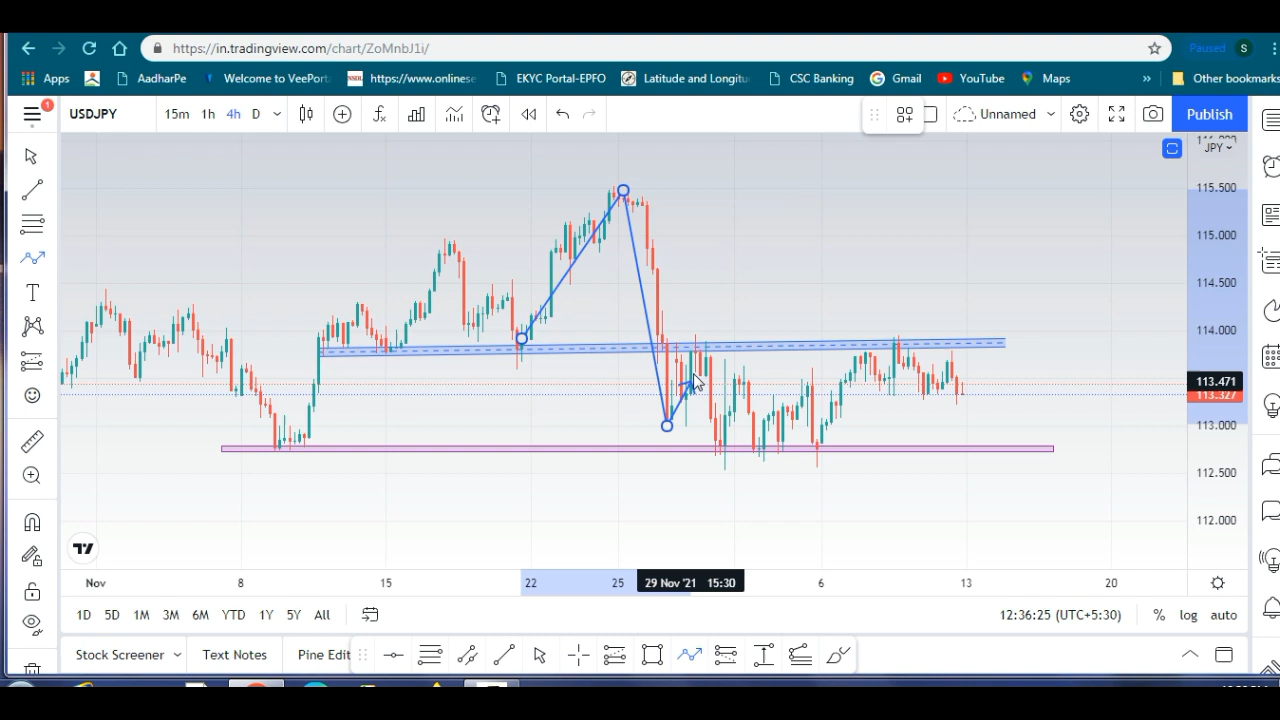 https://in.tradingview.com/chart/ZoMnbJ1i/
Paused
S
Apps
AadharPe
Welcome to VeePort
NSDL
https://www.onlinese
EKYC Portal-EPFO
Latitude and Longitu
CSC Banking
Gmail
YouTube
Maps
»
Other bookmarks
1
USDJPY
15m
1h
4h
D
Unnamed
Publish
JPY
115.500
115.000
114.500
114.000
113.471
113.327
113.000
112.500
112.000
Nov
8
15
22
25
29 Nov '21 15:30
6
13
20
1D
5D
1M
3M
6M
YTD
1Y
5Y
All
12:36:25 (UTC+5:30)
%
log
auto
Stock Screener
Text Notes
Pine Edit